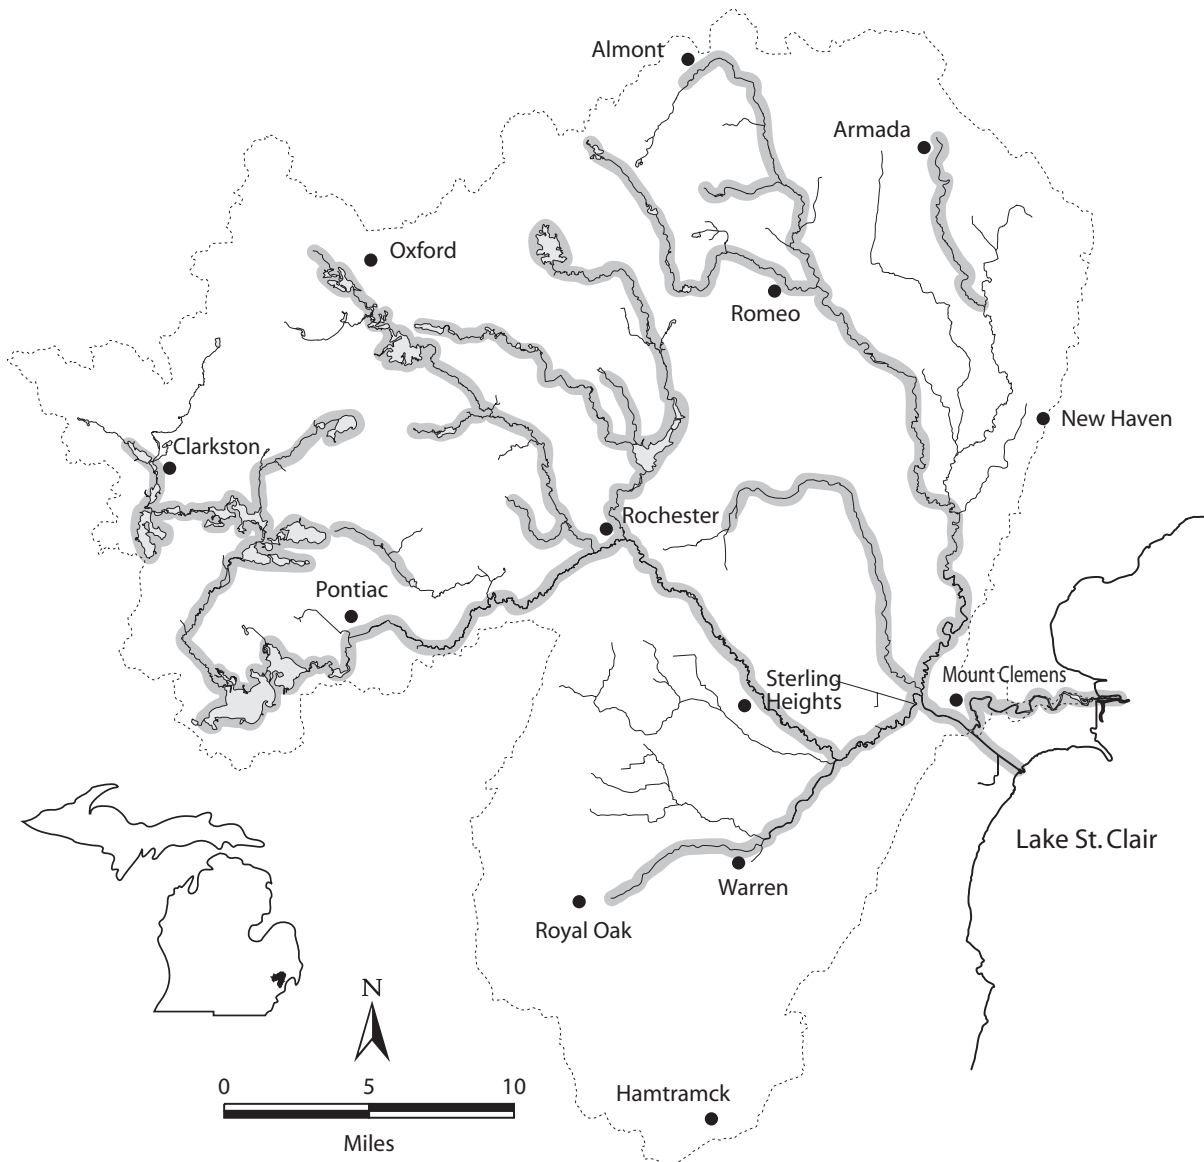 Almont
Armada
Oxford
Romeo
New Haven
Clarkston
Rochester
Pontiac
Mount Clemens
Sterling
Heights
Lake St. Clair
Warren
Royal Oak
N
0 5 10
Hamtramck
Miles